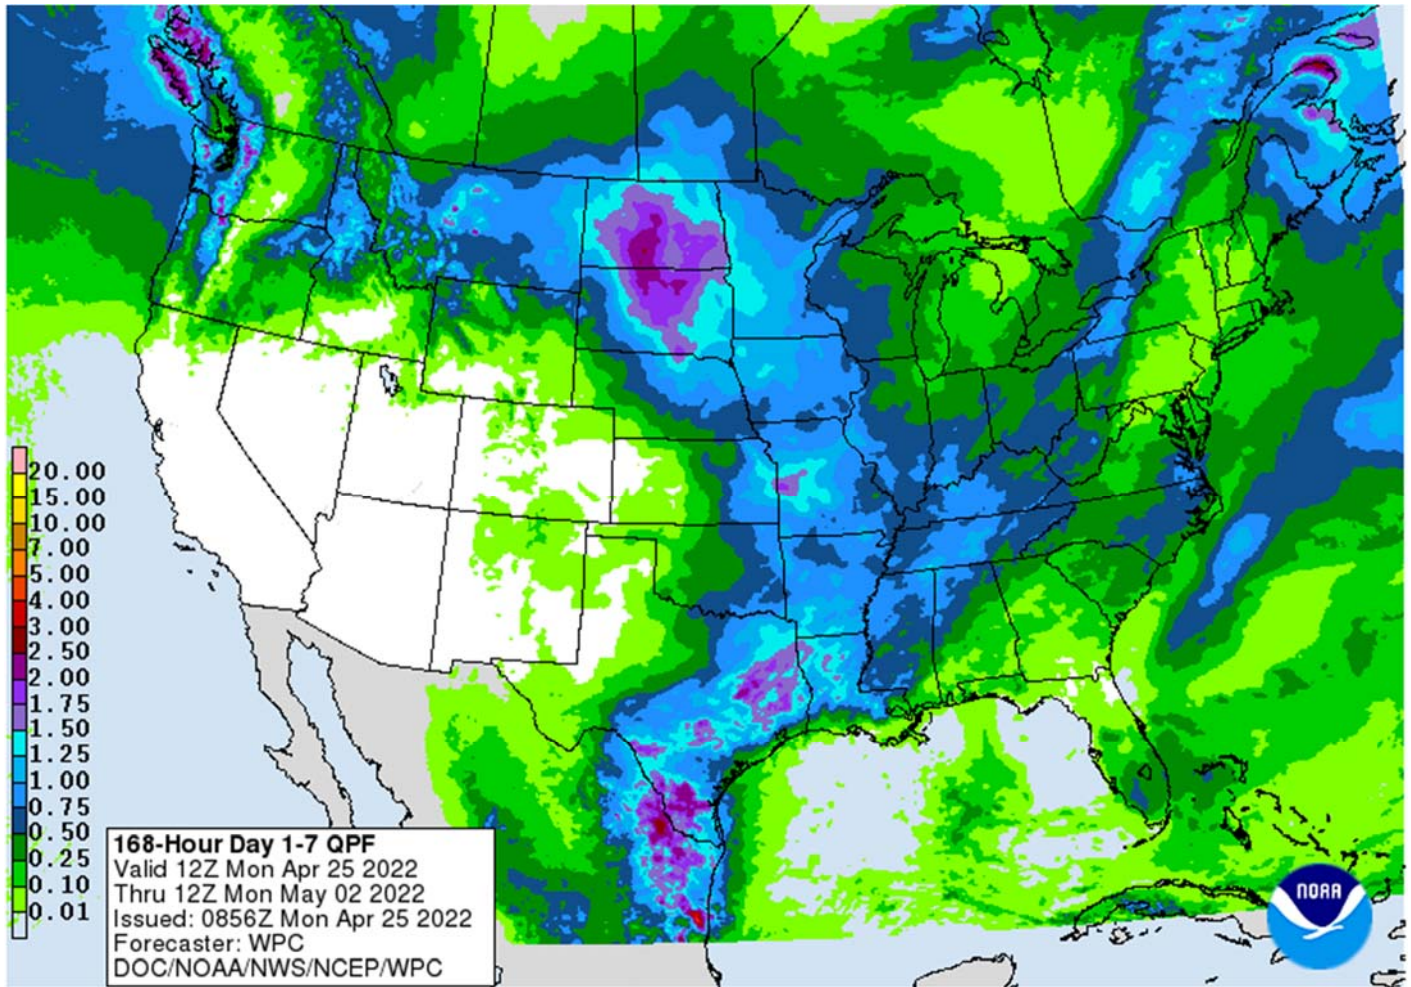 20.00
15.00
10.00
7.00
5.00
4.00
3.00
2.50
2.00
1.75
1.50
1.25
1.00
0.75
0.50
0.25
0.10
0.01
168-Hour Day 1-7 QPF
Valid 12Z Mon Apr 25 2022
Thru 12Z Mon May 02 2022
Issued: 0856Z Mon Apr 25 2022
Forecaster: WPC
DOC/NOAA/NWS/NCEP/WPC
NOAA